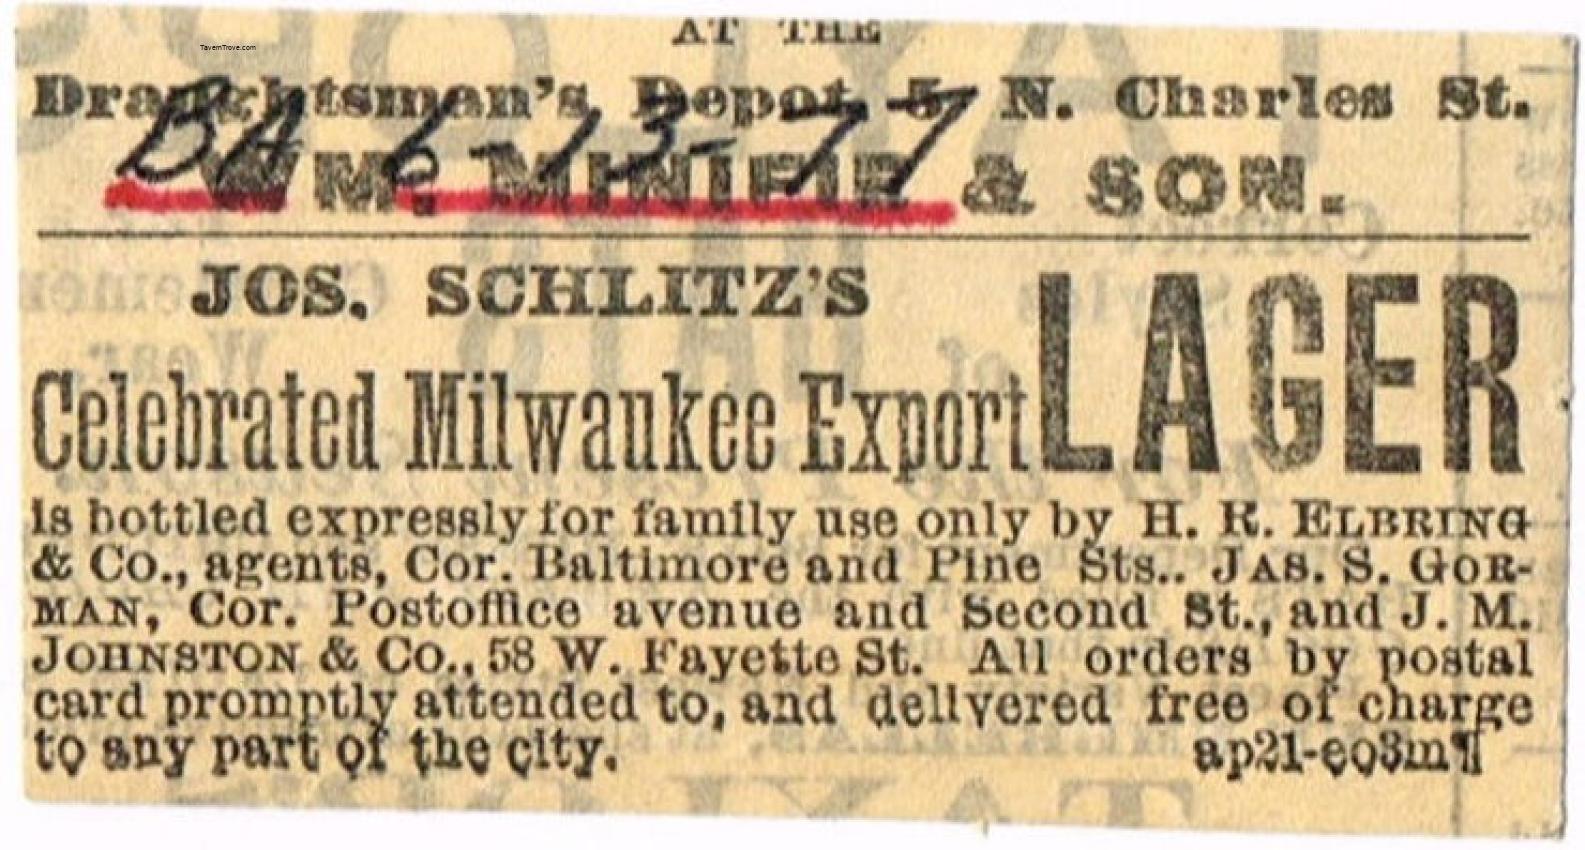 TavernTrove.com
AT THE
Draughtsman's Depot 5 N. Charles St.
BA 6-13-77
WM. MINIFIE & SON.
JOS. SCHLITZ'S
Celebrated Milwaukee Export LAGER
is bottled expressly for family use only by H. R. ELBRING
& CO., agents, Cor. Baltimore and Pine Sts.. JAS. S. GOR-
MAN, Cor. Postoffice avenue and Second St., and J. M.
JOHNSTON & CO., 58 W. Fayette St. All orders by postal
card promptly attended to, and delivered free of charge
to any part of the city. ap21-eo3m¶